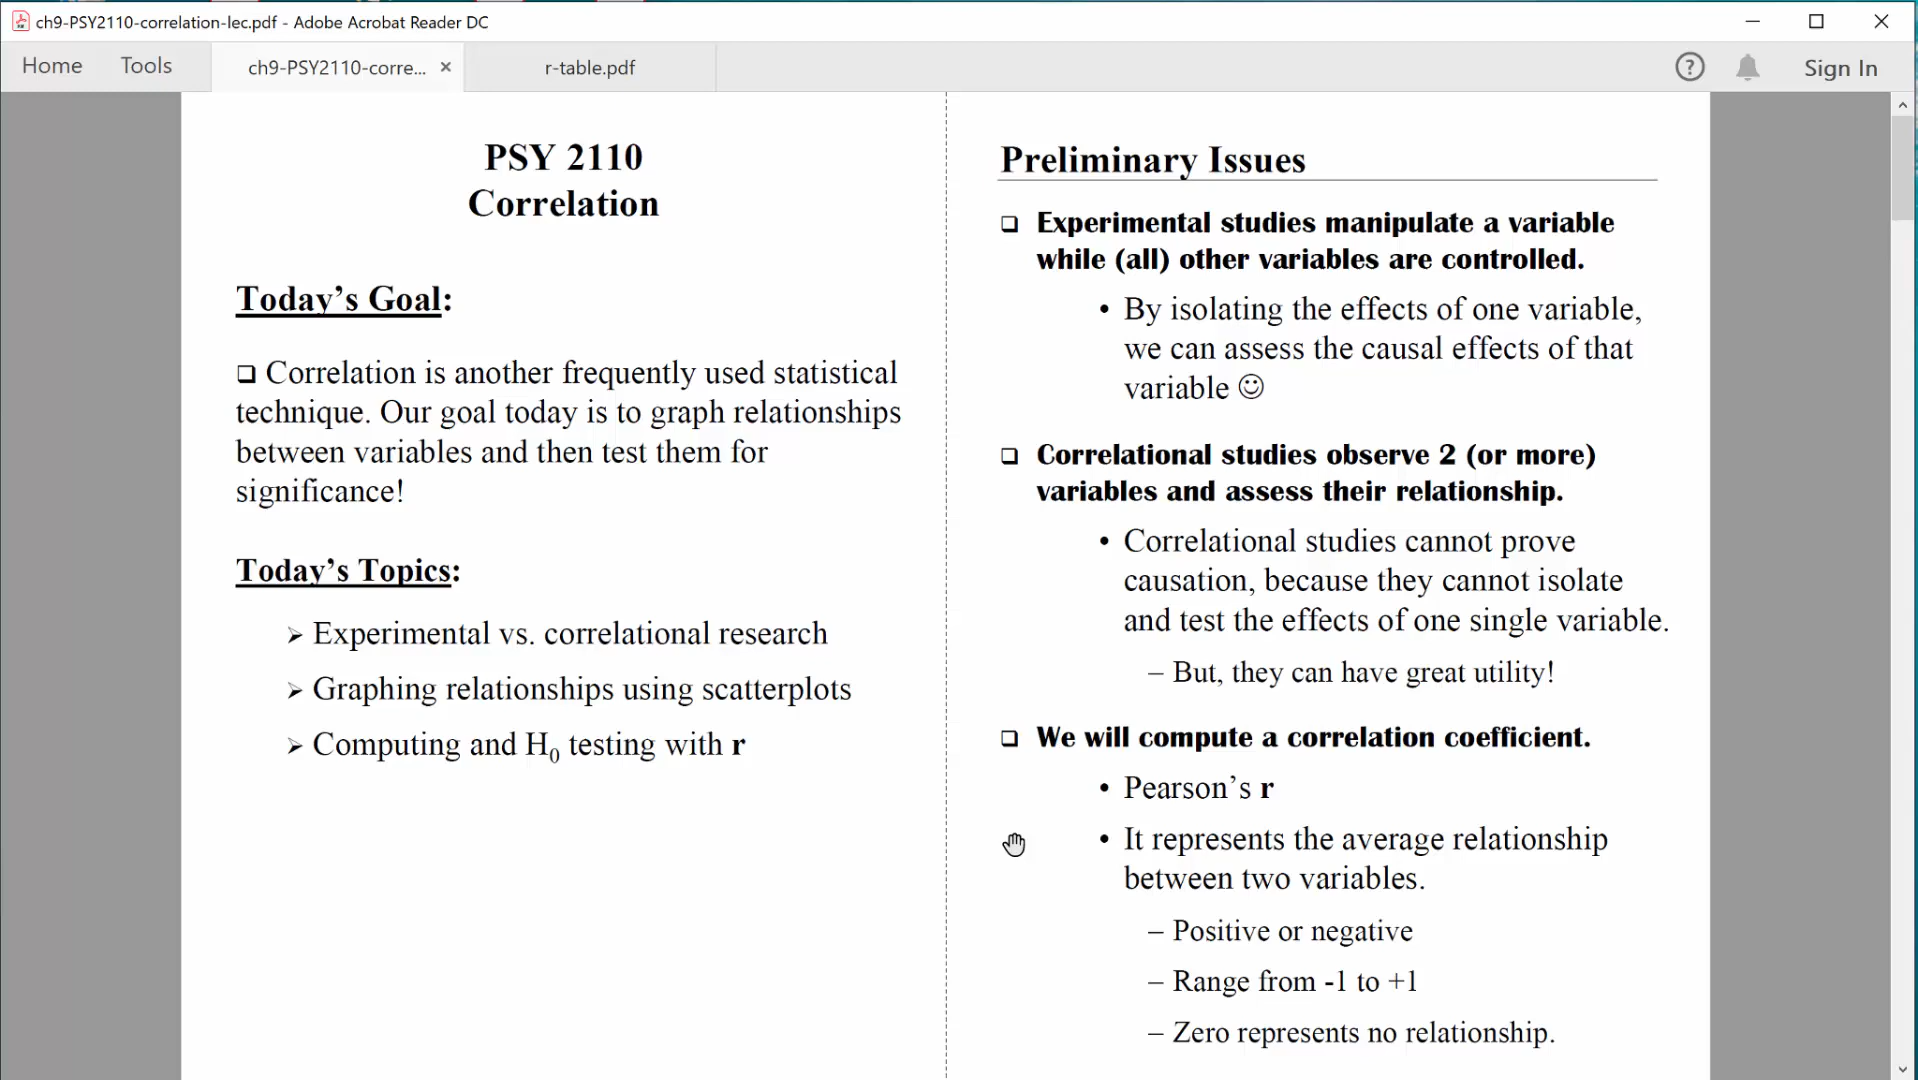 ch9-PSY2110-correlation-lec.pdf - Adobe Acrobat Reader DC
Home Tools ch9-PSY2110-corre... × r-table.pdf ? Sign In
PSY 2110
Correlation
Today's Goal:
❑ Correlation is another frequently used statistical
technique. Our goal today is to graph relationships
between variables and then test them for
significance!
Today's Topics:
➢ Experimental vs. correlational research
➢ Graphing relationships using scatterplots
➢ Computing and H₀ testing with r
Preliminary Issues
❑ Experimental studies manipulate a variable
while (all) other variables are controlled.
• By isolating the effects of one variable,
we can assess the causal effects of that
variable ☺
❑ Correlational studies observe 2 (or more)
variables and assess their relationship.
• Correlational studies cannot prove
causation, because they cannot isolate
and test the effects of one single variable.
– But, they can have great utility!
❑ We will compute a correlation coefficient.
• Pearson's r
• It represents the average relationship
between two variables.
– Positive or negative
– Range from -1 to +1
– Zero represents no relationship.